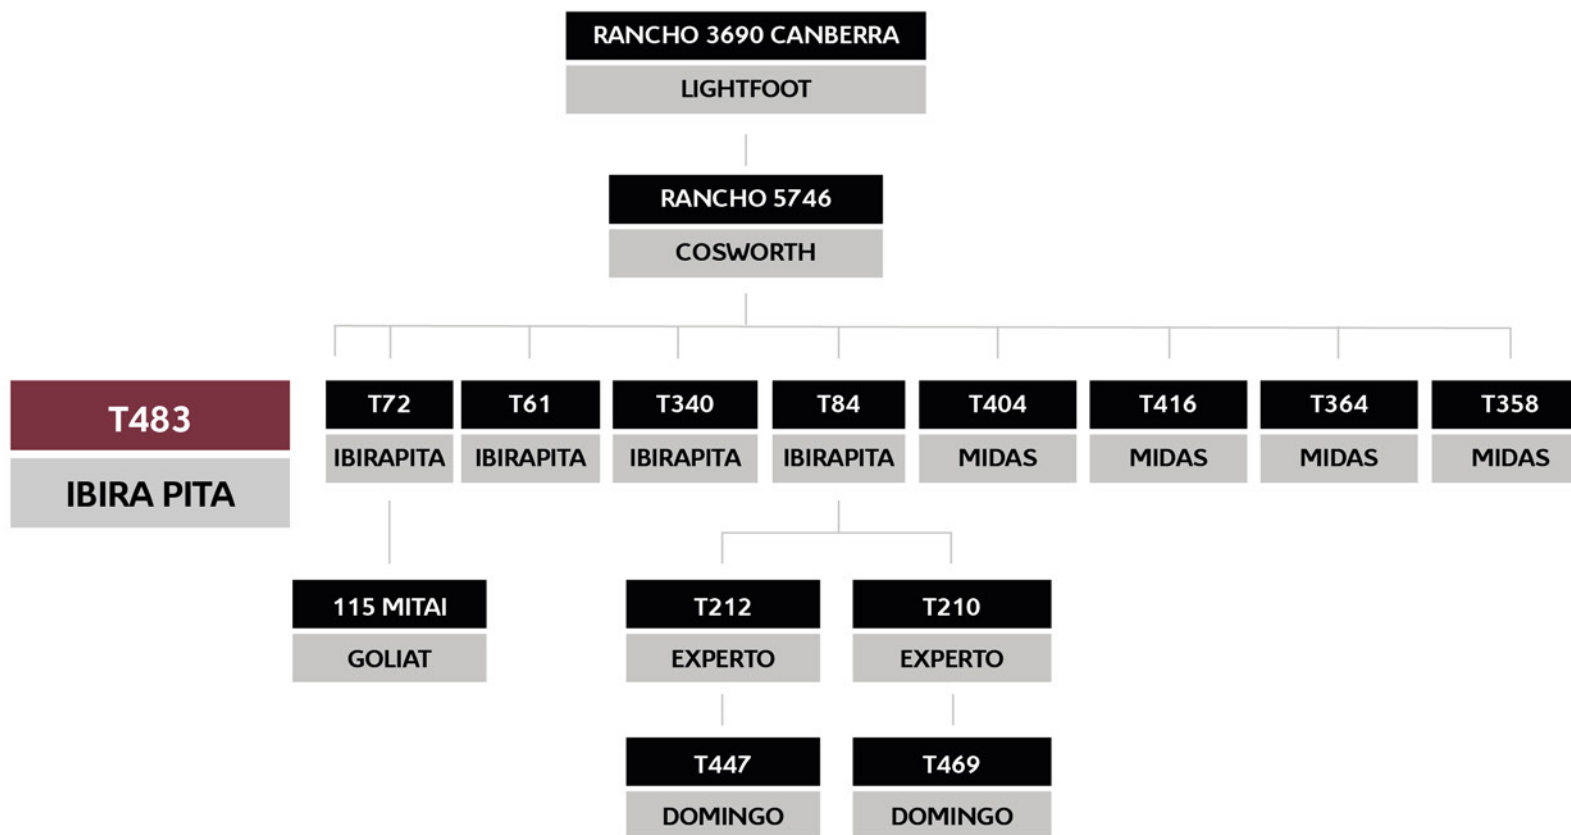 RANCHO 3690 CANBERRA
LIGHTFOOT
RANCHO 5746
COSWORTH
T483
IBIRA PITA
T72
IBIRAPITA
T61
IBIRAPITA
T340
IBIRAPITA
T84
IBIRAPITA
T404
MIDAS
T416
MIDAS
T364
MIDAS
T358
MIDAS
115 MITAI
GOLIAT
T212
EXPERTO
T210
EXPERTO
T447
DOMINGO
T469
DOMINGO